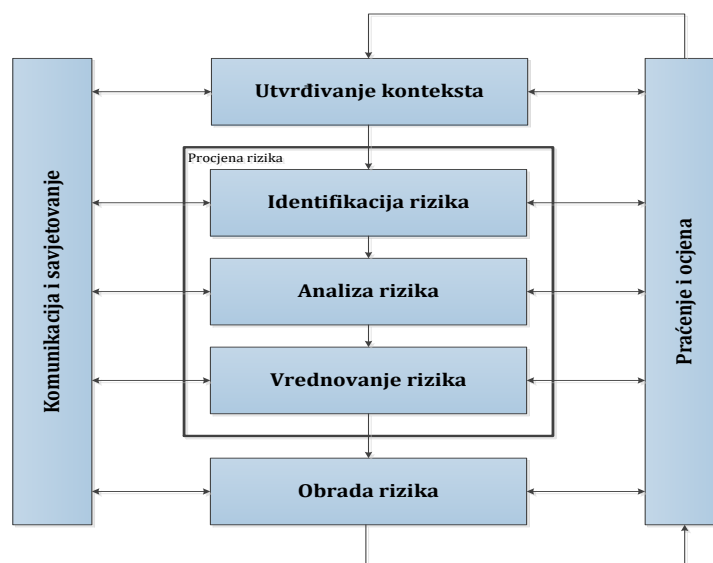 Utvrđivanje konteksta
Procjena rizika
Identifikacija rizika
Analiza rizika
Vrednovanje rizika
Obrada rizika
Komunikacija i savjetovanje
Praćenje i ocjena